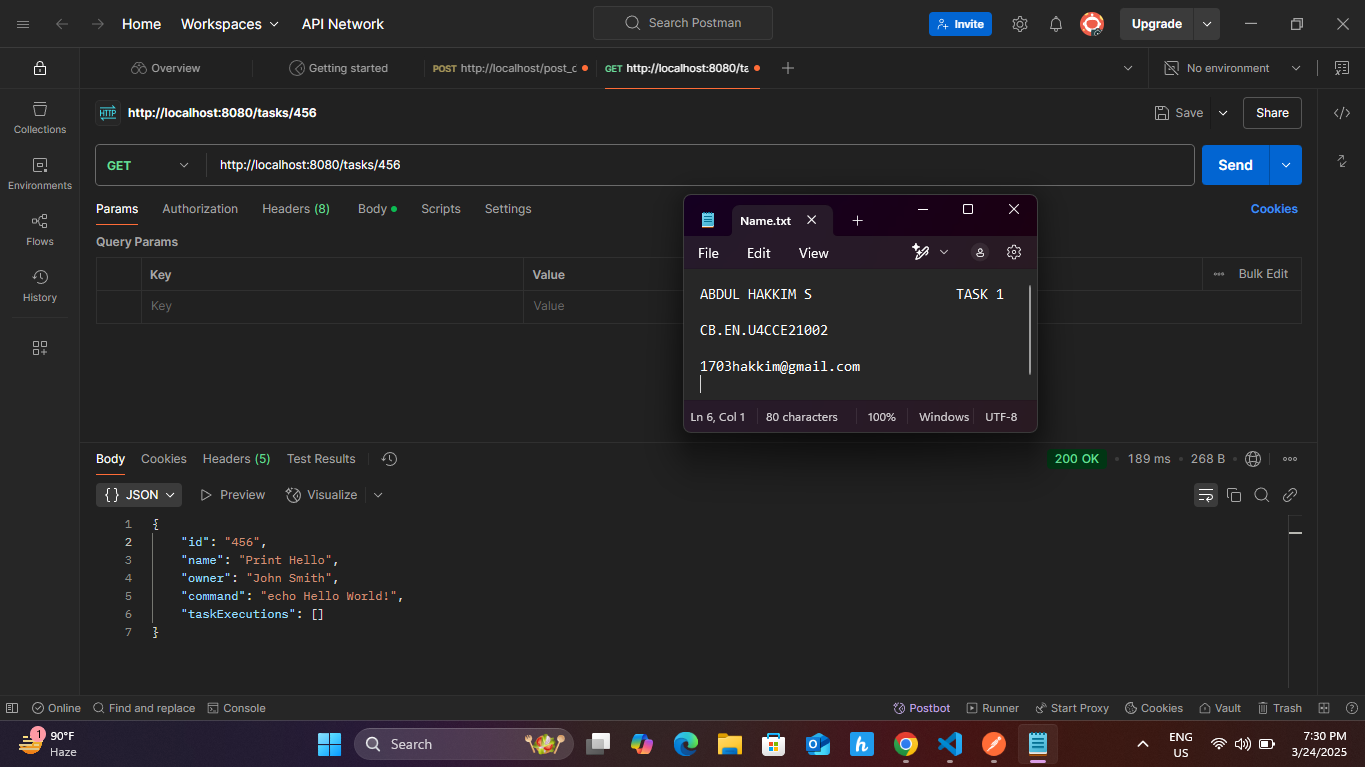 Home Workspaces API Network Search Postman Invite Upgrade
Overview Getting started POST http://localhost/post_c GET http://localhost:8080/ta No environment
HTTP http://localhost:8080/tasks/456 Save Share
Collections
GET http://localhost:8080/tasks/456 Send
Environments
Params Authorization Headers (8) Body Scripts Settings Cookies
Flows
Query Params
Key Value Bulk Edit
Key Value
History
Name.txt
File Edit View
ABDUL HAKKIM S TASK 1
CB.EN.U4CCE21002
1703hakkim@gmail.com
Ln 6, Col 1 80 characters 100% Windows UTF-8
Body Cookies Headers (5) Test Results 200 OK 189 ms 268 B
{} JSON Preview Visualize
1 {
2 "id": "456",
3 "name": "Print Hello",
4 "owner": "John Smith",
5 "command": "echo Hello World!",
6 "taskExecutions": []
7 }
Online Find and replace Console Postbot Runner Start Proxy Cookies Vault Trash
1 90°F
Haze
Search
ENG
US
7:30 PM
3/24/2025